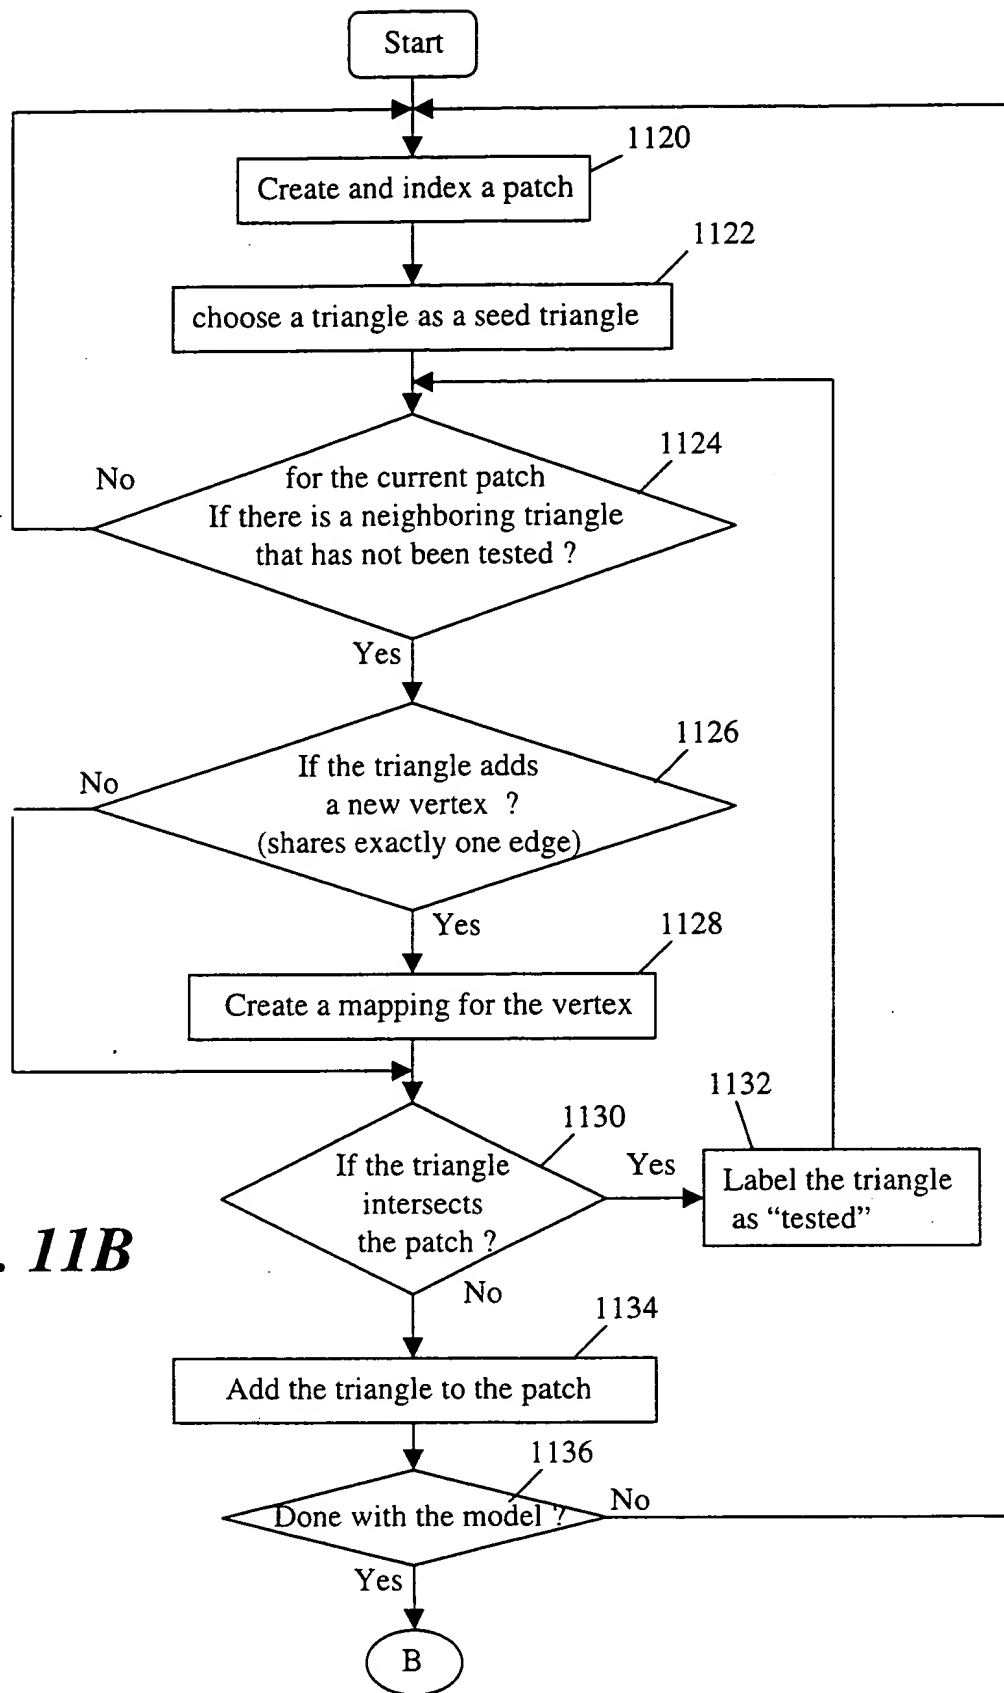 Start
1120
Create and index a patch
1122
choose a triangle as a seed triangle
1124
No
for the current patch
If there is a neighboring triangle
that has not been tested ?
Yes
1126
No
If the triangle adds
a new vertex ?
(shares exactly one edge)
Yes
1128
Create a mapping for the vertex
1132
1130
If the triangle
intersects
the patch ?
Yes
Label the triangle
as “tested”
. 11B
No
1134
Add the triangle to the patch
1136
Done with the model ?
No
Yes
B